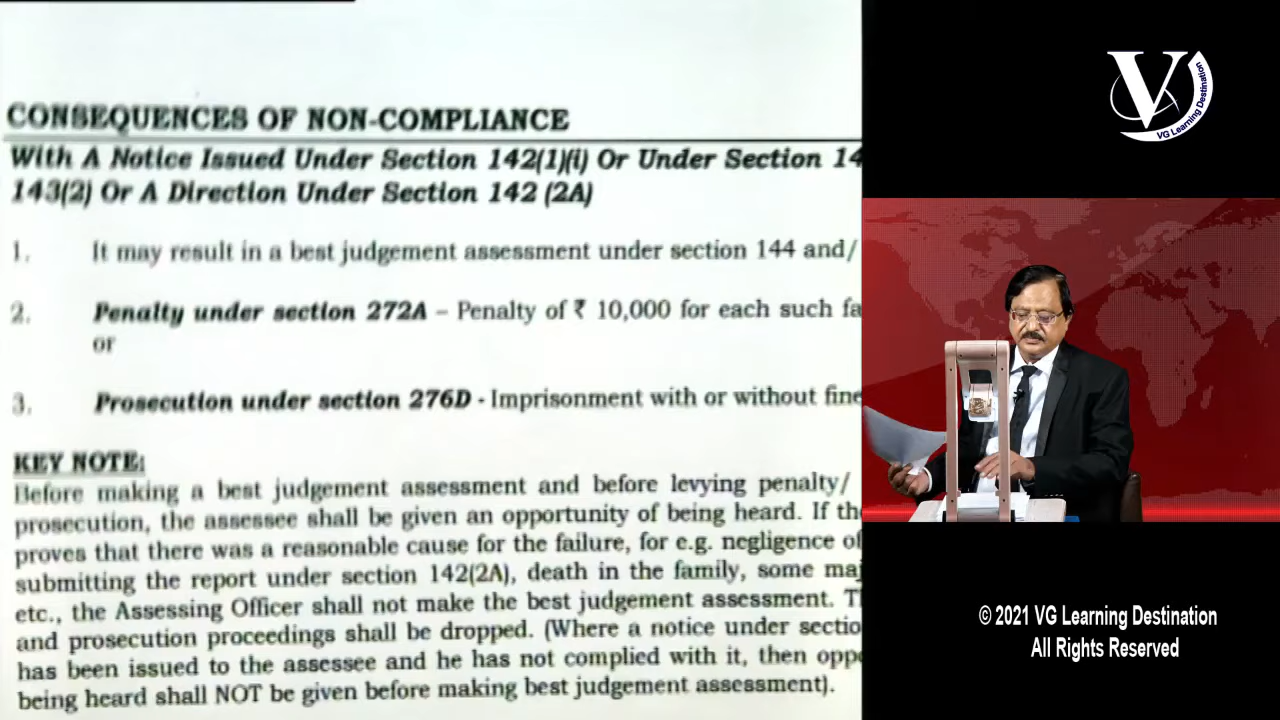 CONSEQUENCES OF NON-COMPLIANCE
With A Notice Issued Under Section 142(1)(i) Or Under Section 14
143(2) Or A Direction Under Section 142 (2A)
1. It may result in a best judgement assessment under section 144 and/
2. Penalty under section 272A – Penalty of ₹ 10,000 for each such fa
or
3. Prosecution under section 276D - Imprisonment with or without fine
KEY NOTE:
Before making a best judgement assessment and before levying penalty/
prosecution, the assessee shall be given an opportunity of being heard. If the
proves that there was a reasonable cause for the failure, for e.g. negligence of
submitting the report under section 142(2A), death in the family, some maj
etc., the Assessing Officer shall not make the best judgement assessment. T
and prosecution proceedings shall be dropped. (Where a notice under sectio
has been issued to the assessee and he has not complied with it, then oppo
being heard shall NOT be given before making best judgement assessment).
V
VG Learning Destination
© 2021 VG Learning Destination
All Rights Reserved